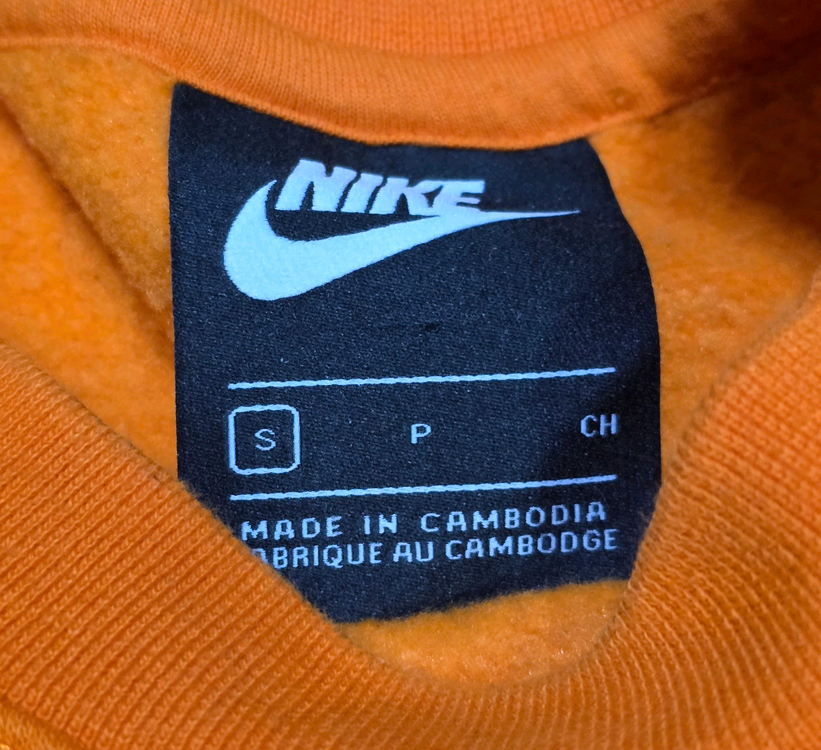 NIKE
S P CH
MADE IN CAMBODIA
ABRIQUE AU CAMBODGE